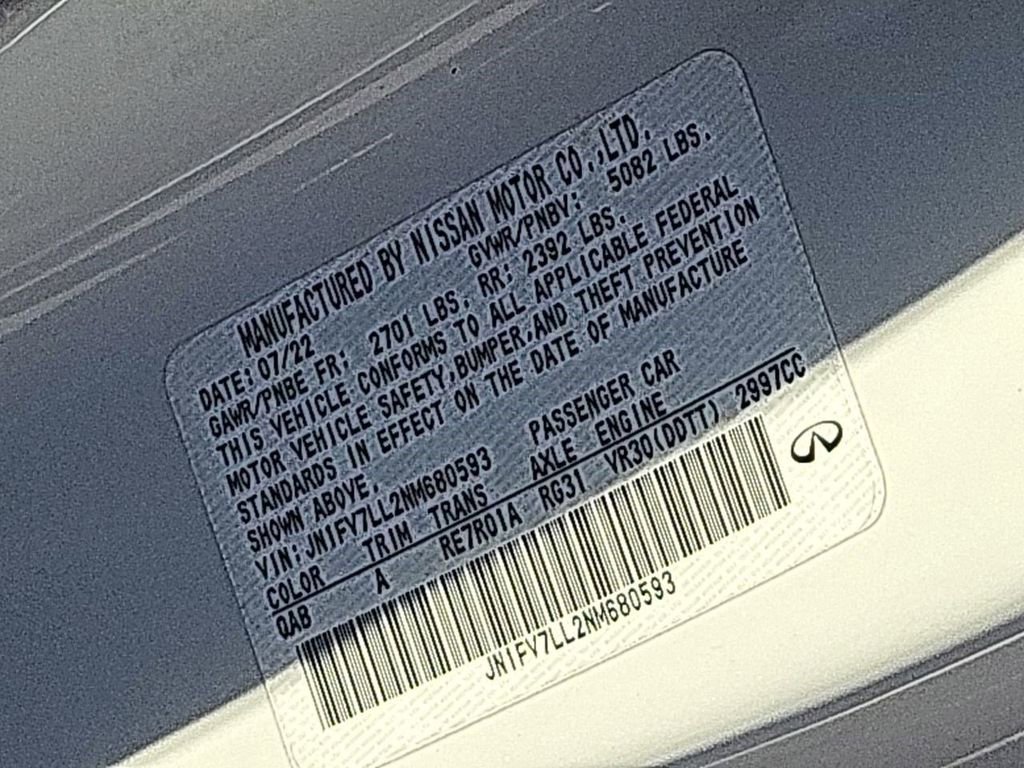 MANUFACTURED BY NISSAN MOTOR CO.,LTD.
DATE: 07/22 GVWR/PNBV: 5082 LBS.
GAWR/PNBE FR: 2701 LBS. RR: 2392 LBS.
THIS VEHICLE CONFORMS TO ALL APPLICABLE FEDERAL
MOTOR VEHICLE SAFETY,BUMPER,AND THEFT PREVENTION
STANDARDS IN EFFECT ON THE DATE OF MANUFACTURE
SHOWN ABOVE.
VIN: JN1FV7LL2NM680593 PASSENGER CAR
COLOR TRIM TRANS AXLE ENGINE
QAB A RE7R01A RG31 VR30(DDTT) 2997CC
JN1FV7LL2NM680593